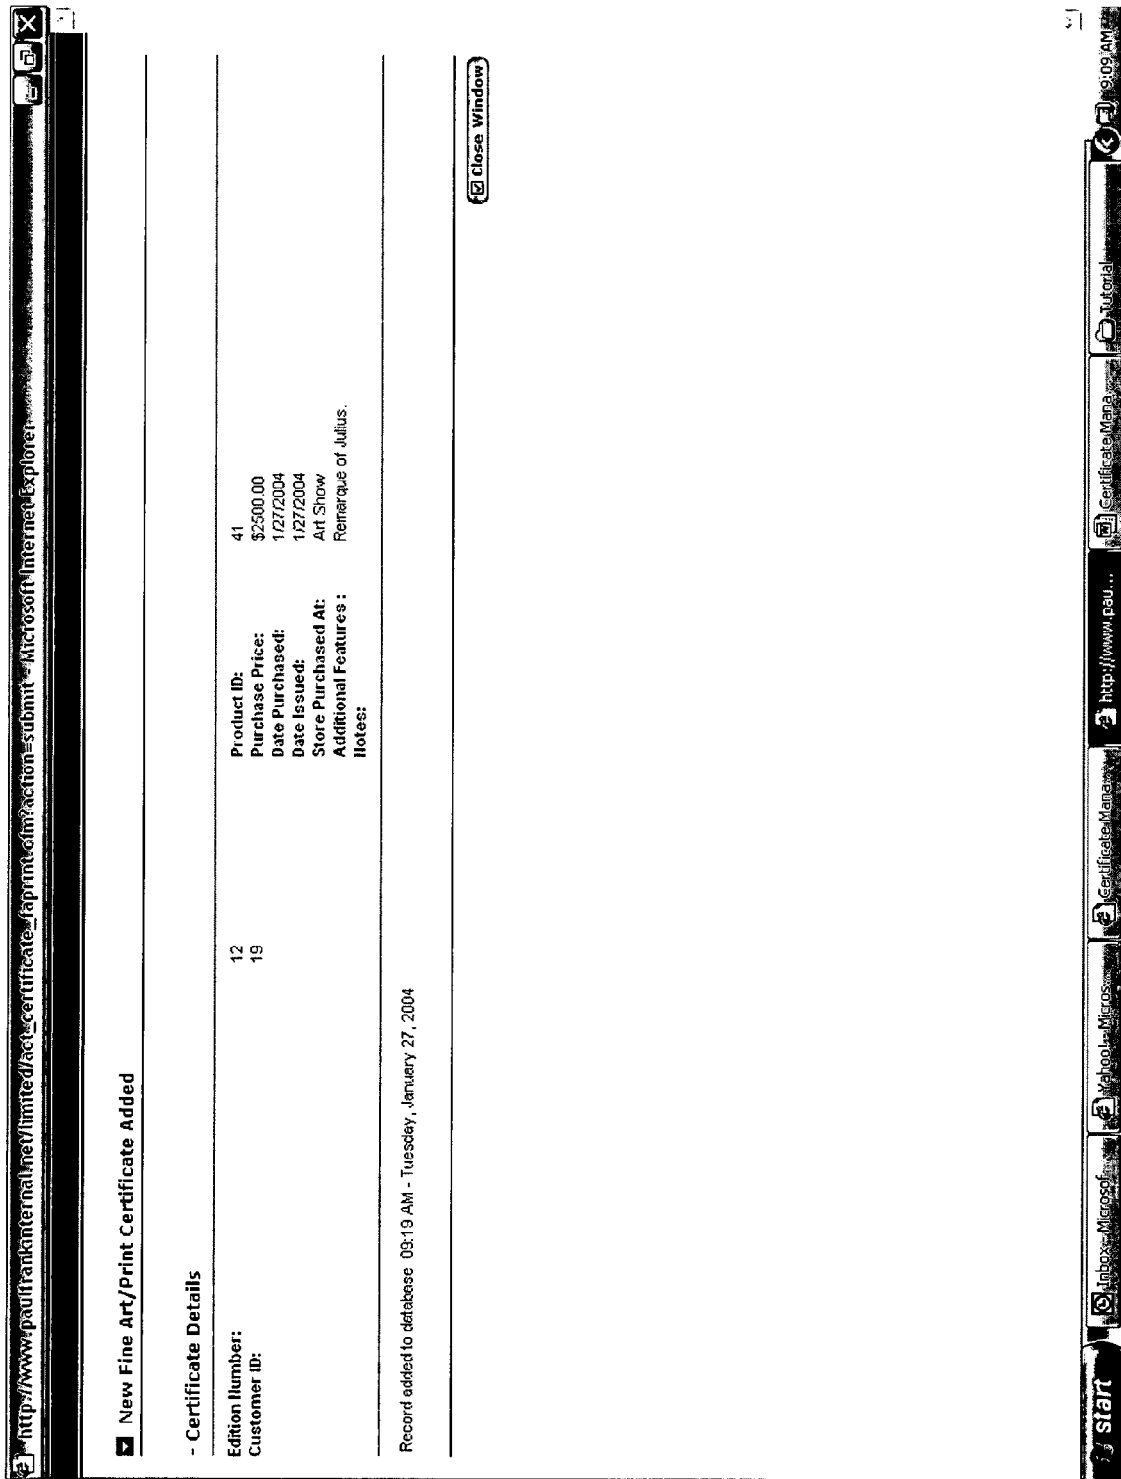 http://www.paulfrankinternal.net/limited/act_certificate_faprint.cfm?action=submit - Microsoft Internet Explorer
New Fine Art/Print Certificate Added
- Certificate Details
Edition Number: 12 Product ID: 41
Customer ID: 19 Purchase Price: $2500.00
Date Purchased: 1/27/2004
Date Issued: 1/27/2004
Store Purchased At: Art Show
Additional Features : Remarque of Julius.
Notes:
Record added to database 09:19 AM - Tuesday, January 27, 2004
Close Window
start Inbox - Microsof... Yahoo! - Micros... Certificate Mana... http://www.pau... Certificate Mana... Tutorial 9:09 AM